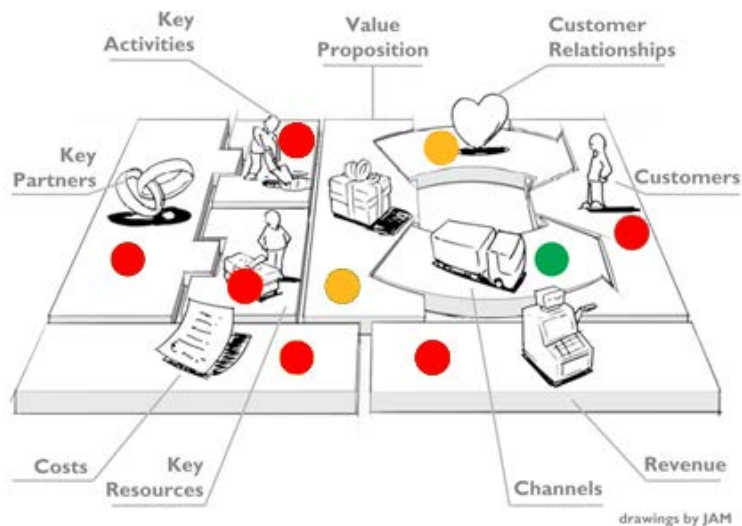 Key
Activities
Value
Proposition
Customer
Relationships
Key
Partners
Customers
Costs
Key
Resources
Channels
Revenue
drawings by JAM